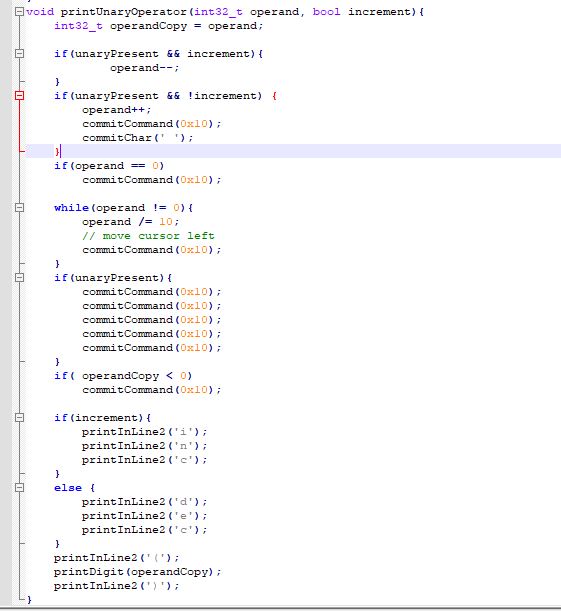 void printUnaryOperator(int32_t operand, bool increment){
    int32_t operandCopy = operand;

    if(unaryPresent && increment){
            operand--;
    }
    if(unaryPresent && !increment) {
        operand++;
        commitCommand(0x10);
        commitChar(' ');
    }
    if(operand == 0)
        commitCommand(0x10);

    while(operand != 0){
        operand /= 10;
        // move cursor left
        commitCommand(0x10);
    }
    if(unaryPresent){
        commitCommand(0x10);
        commitCommand(0x10);
        commitCommand(0x10);
        commitCommand(0x10);
        commitCommand(0x10);
    }
    if( operandCopy < 0)
        commitCommand(0x10);

    if(increment){
        printInLine2('i');
        printInLine2('n');
        printInLine2('c');
    }
    else {
        printInLine2('d');
        printInLine2('e');
        printInLine2('c');
    }
    printInLine2('(');
    printDigit(operandCopy);
    printInLine2(')');
}